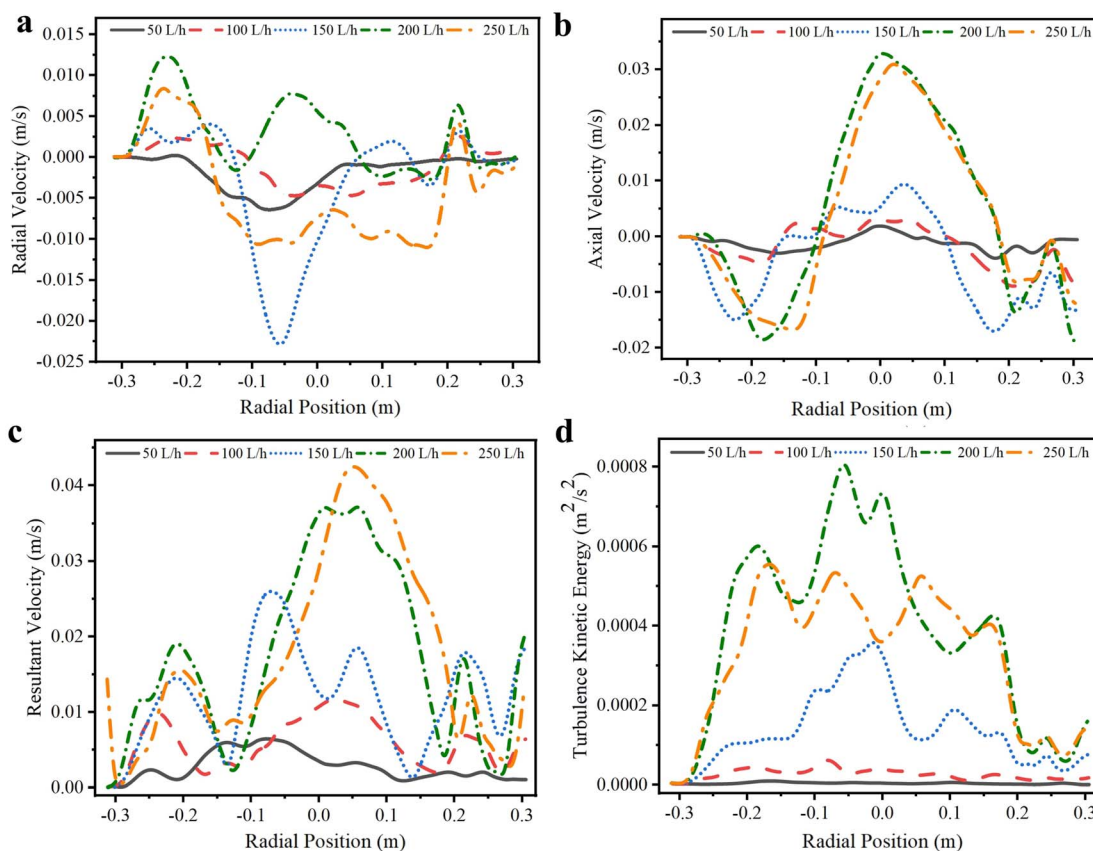 a
50 L/h 100 L/h 150 L/h 200 L/h 250 L/h
0.015
0.010
0.005
0.000
-0.005
-0.010
-0.015
-0.020
-0.025
Radial Velocity (m/s)
-0.3 -0.2 -0.1 0.0 0.1 0.2 0.3
Radial Position (m)
b
50 L/h 100 L/h 150 L/h 200 L/h 250 L/h
0.03
0.02
0.01
0.00
-0.01
-0.02
Axial Velocity (m/s)
-0.3 -0.2 -0.1 0.0 0.1 0.2 0.3
Radial Position (m)
c
50 L/h 100 L/h 150 L/h 200 L/h 250 L/h
0.04
0.03
0.02
0.01
0.00
Resultant Velocity (m/s)
-0.3 -0.2 -0.1 0.0 0.1 0.2 0.3
Radial Position (m)
d
50 L/h 100 L/h 150 L/h 200 L/h 250 L/h
0.0008
0.0006
0.0004
0.0002
0.0000
Turbulence Kinetic Energy (m²/s²)
-0.3 -0.2 -0.1 0.0 0.1 0.2 0.3
Radial Position (m)